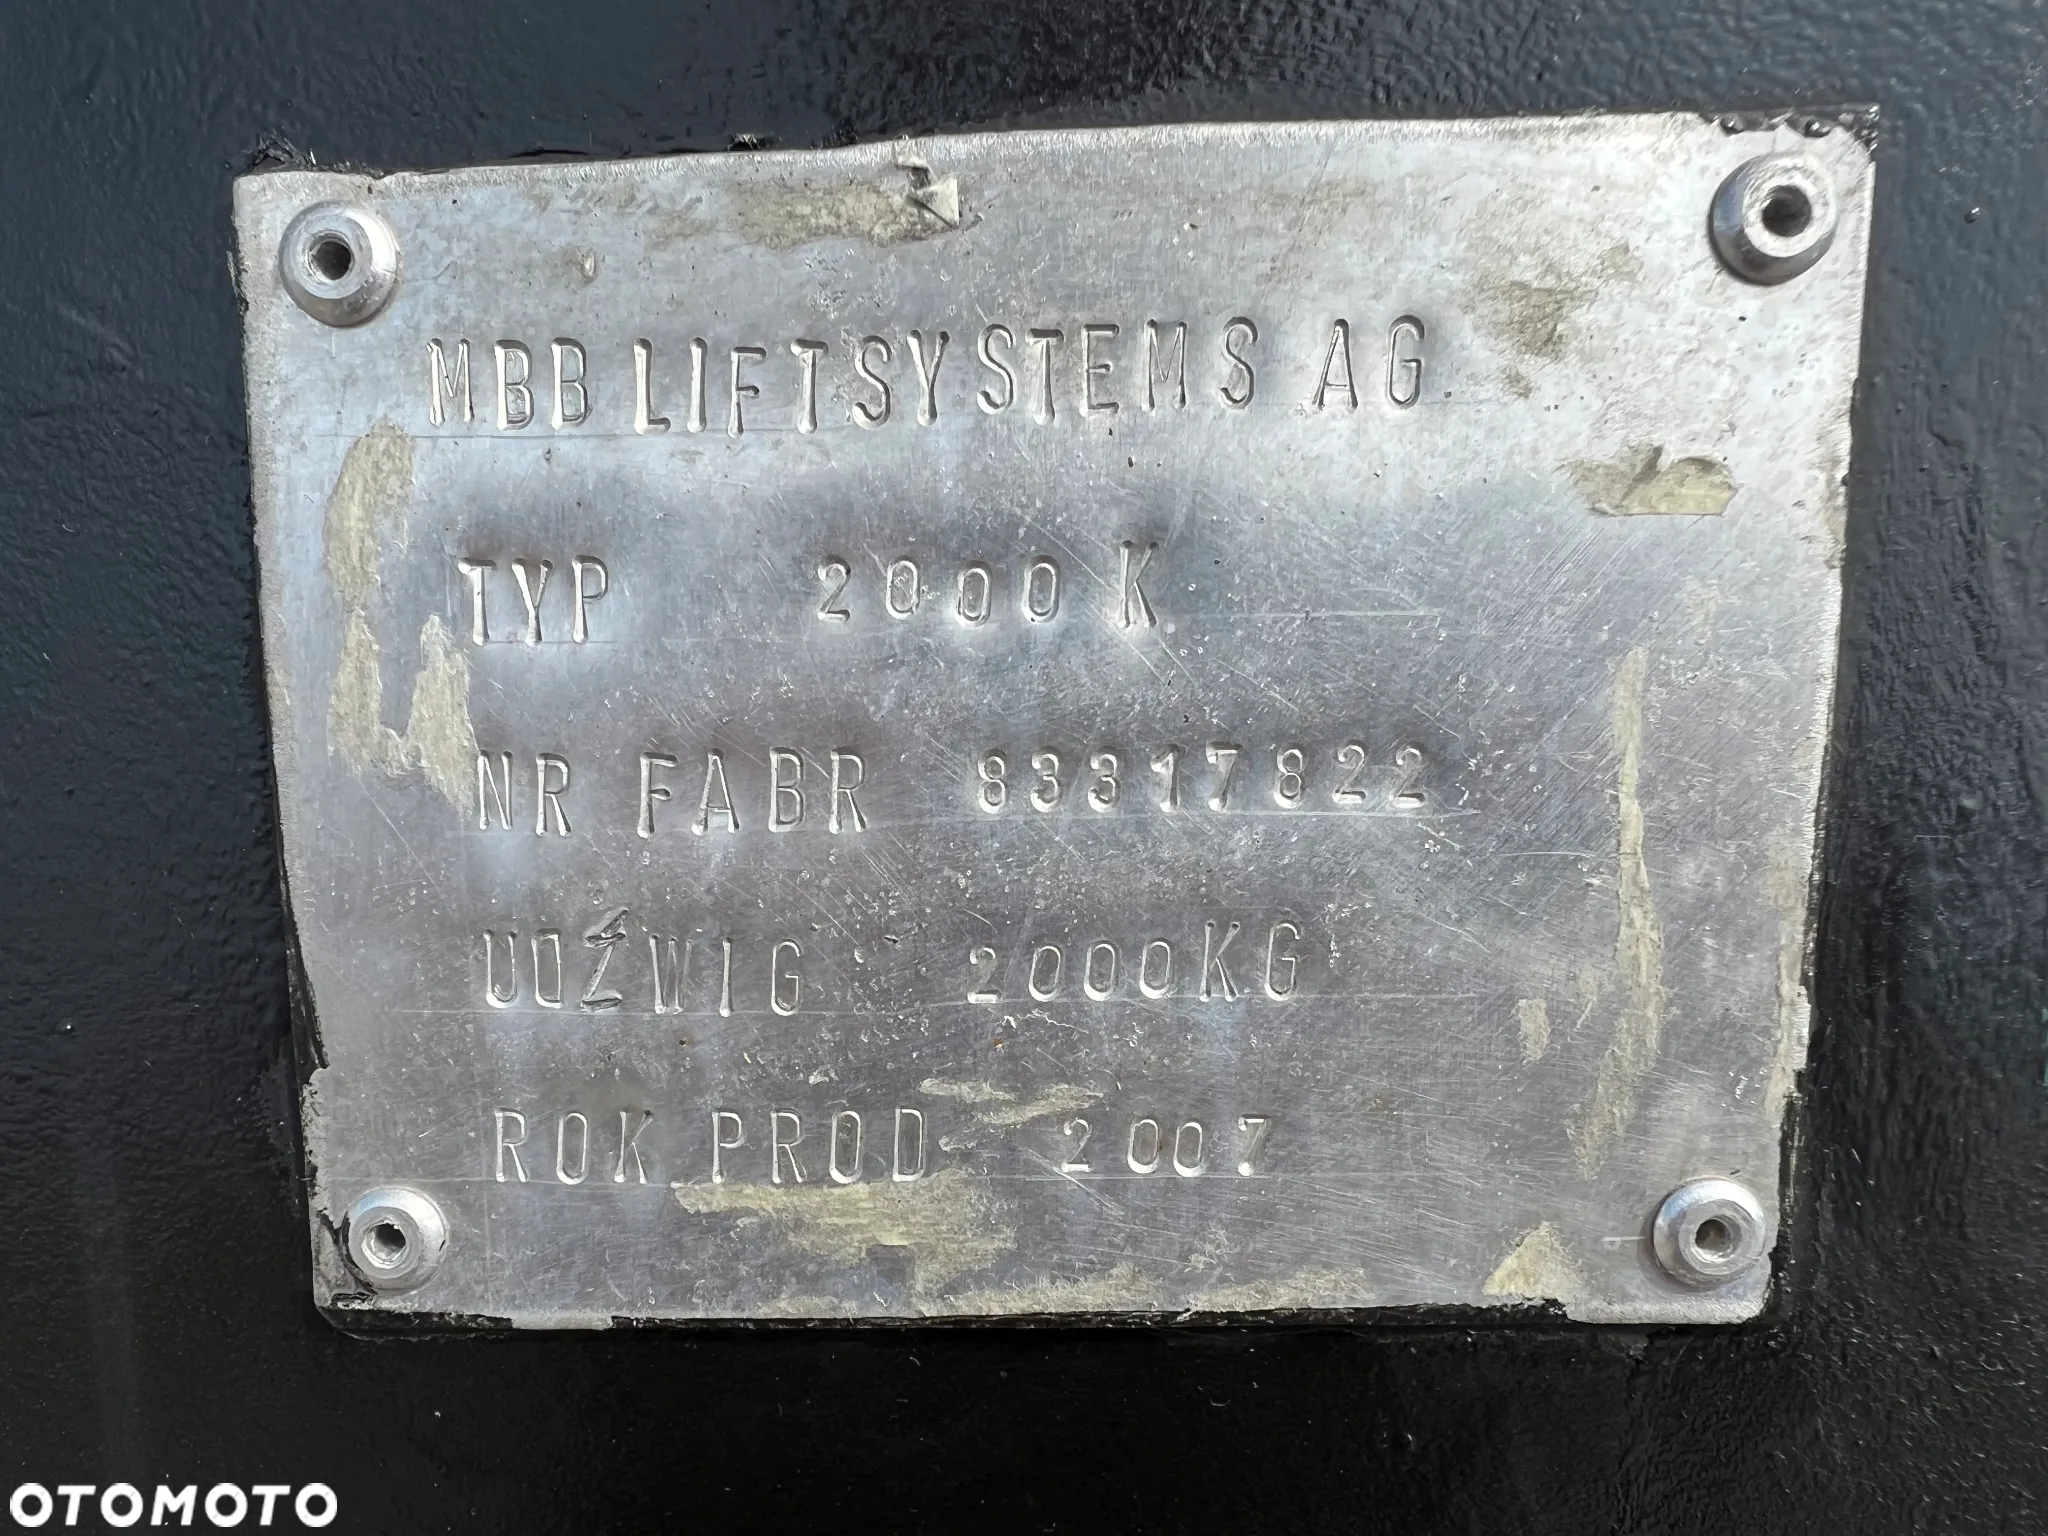 MBB LIFTSYSTEMS AG
TYP 2000 K
NR FABR 83317822
UDŹWIG 2000KG
ROK PROD 2007
OTOMOTO